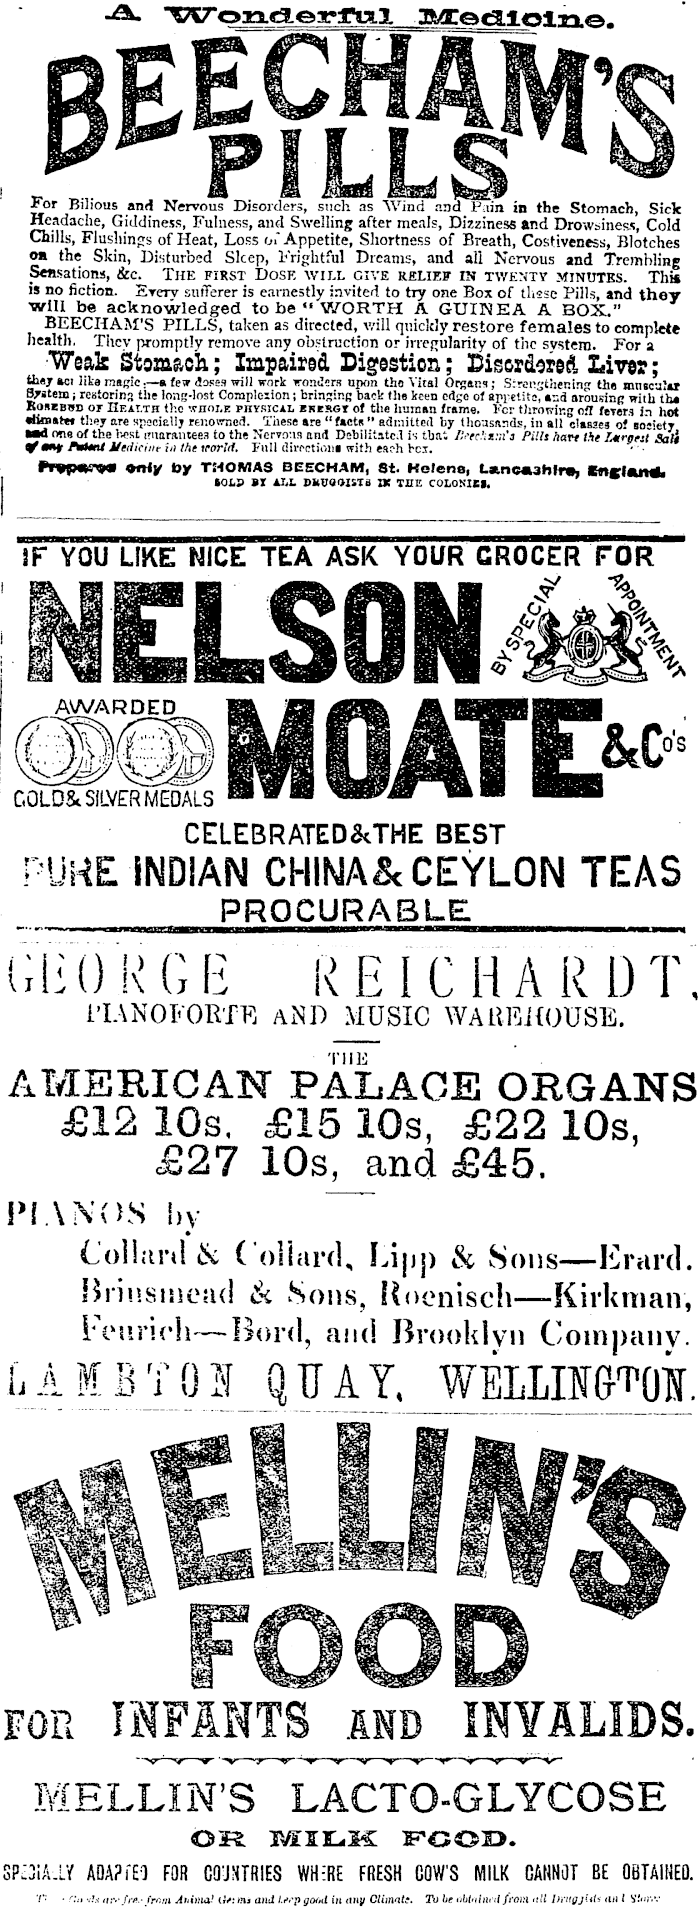 A Wonderful Medicine.
BEECHAM'S
PILLS
For Bilious and Nervous Disorders, such as Wind and Pain in the Stomach, Sick
Headache, Giddiness, Fulness, and Swelling after meals, Dizziness and Drowsiness, Cold
Chills, Flushings of Heat, Loss of Appetite, Shortness of Breath, Costiveness, Blotches
on the Skin, Disturbed Sleep, Frightful Dreams, and all Nervous and Trembling
Sensations, &c. THE FIRST DOSE WILL GIVE RELIEF IN TWENTY MINUTES. This
is no fiction. Every sufferer is earnestly invited to try one Box of these Pills, and they
will be acknowledged to be "WORTH A GUINEA A BOX."
BEECHAM'S PILLS, taken as directed, will quickly restore females to complete
health. They promptly remove any obstruction or irregularity of the system. For a
Weak Stomach; Impaired Digestion; Disordered Liver;
they act like magic,—a few doses will work wonders upon the Vital Organs; Strengthening the muscular
System; restoring the long-lost Complexion; bringing back the keen edge of appetite, and arousing with the
ROSEBUD OF HEALTH the WHOLE PHYSICAL ENERGY of the human frame. For throwing off fevers in hot
climates they are specially renowned. These are "facts" admitted by thousands, in all classes of society,
and one of the best guarantees to the Nervous and Debilitated is that Beecham's Pills have the Largest Sale
of any Patent Medicine in the world. Full directions with each box.
Prepared only by THOMAS BEECHAM, St. Helens, Lancashire, England.
SOLD BY ALL DRUGGISTS IN THE COLONIES.
IF YOU LIKE NICE TEA ASK YOUR GROCER FOR
NELSON
BY SPECIAL APPOINTMENT
AWARDED
GOLD & SILVER MEDALS
MOATE & Co's
CELEBRATED & THE BEST
PURE INDIAN CHINA & CEYLON TEAS
PROCURABLE
GEORGE REICHARDT,
PIANOFORTE AND MUSIC WAREHOUSE.
THE
AMERICAN PALACE ORGANS
£12 10s. £15 10s, £22 10s,
£27 10s, and £45.
PIANOS by
Collard & Collard, Lipp & Sons—Erard.
Brinsmead & Sons, Roenisch—Kirkman,
Feurich—Bord, and Brooklyn Company.
LAMBTON QUAY, WELLINGTON.
MELLIN'S
FOOD
FOR INFANTS AND INVALIDS.
MELLIN'S LACTO-GLYCOSE
OR MILK FOOD.
SPECIALLY ADAPTED FOR COUNTRIES WHERE FRESH COW'S MILK CANNOT BE OBTAINED.
are free from Animal Germs and keep good in any Climate. To be obtained from all Druggists and Stores